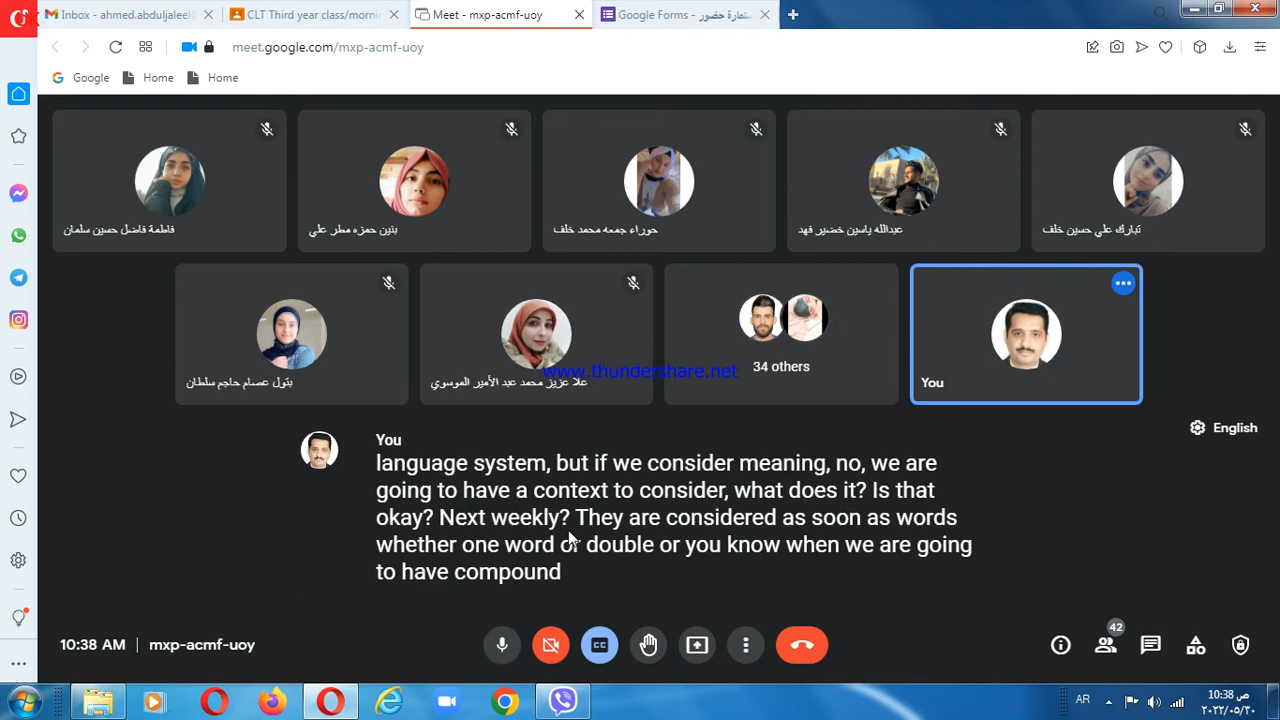 Inbox - ahmed.abduljaleel@
CLT Third year class/mornin
Meet - mxp-acmf-uoy
Google Forms - استمارة حضور
meet.google.com/mxp-acmf-uoy
Google
Home
Home
فاطمة فاضل حسين سلمان
بنين حمزه مطر علي
حوراء جمعه محمد خلف
عبدالله ياسين خضير فهد
تبارك علي حسين خلف
بتول عصام حاجم سلطان
علا عزيز محمد عبد الأمير الموسوي
34 others
You
www.thundershare.net
English
You
language system, but if we consider meaning, no, we are
going to have a context to consider, what does it? Is that
okay? Next weekly? They are considered as soon as words
whether one word or double or you know when we are going
to have compound
10:38 AM
mxp-acmf-uoy
CC
42
AR
10:38 ص
٢٠٢٢/٠٥/٣٠